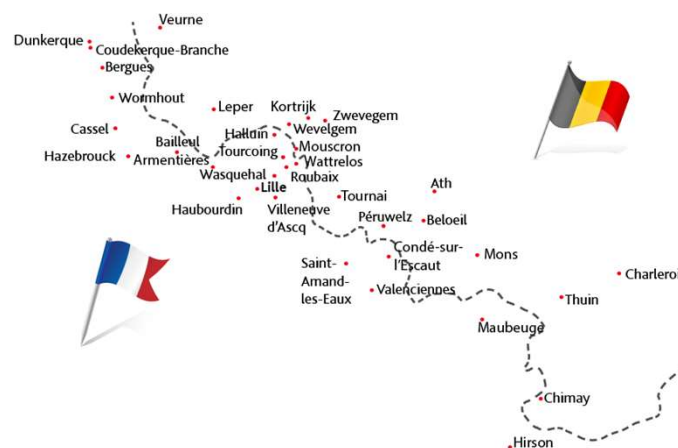 Veurne
Dunkerque
Coudekerque-Branche
Bergues
Wormhout
Leper
Kortrijk
Zwevegem
Cassel
Halluin
Wevelgem
Bailleul
Tourcoing
Mouscron
Hazebrouck
Armentières
Wattrelos
Wasquehal
Roubaix
Lille
Ath
Haubourdin
Villeneuve
d'Ascq
Tournai
Péruwelz
Beloeil
Saint-
Amand-
les-Eaux
Condé-sur-
l'Escaut
Mons
Charleroi
Valenciennes
Thuin
Maubeuge
Chimay
Hirson